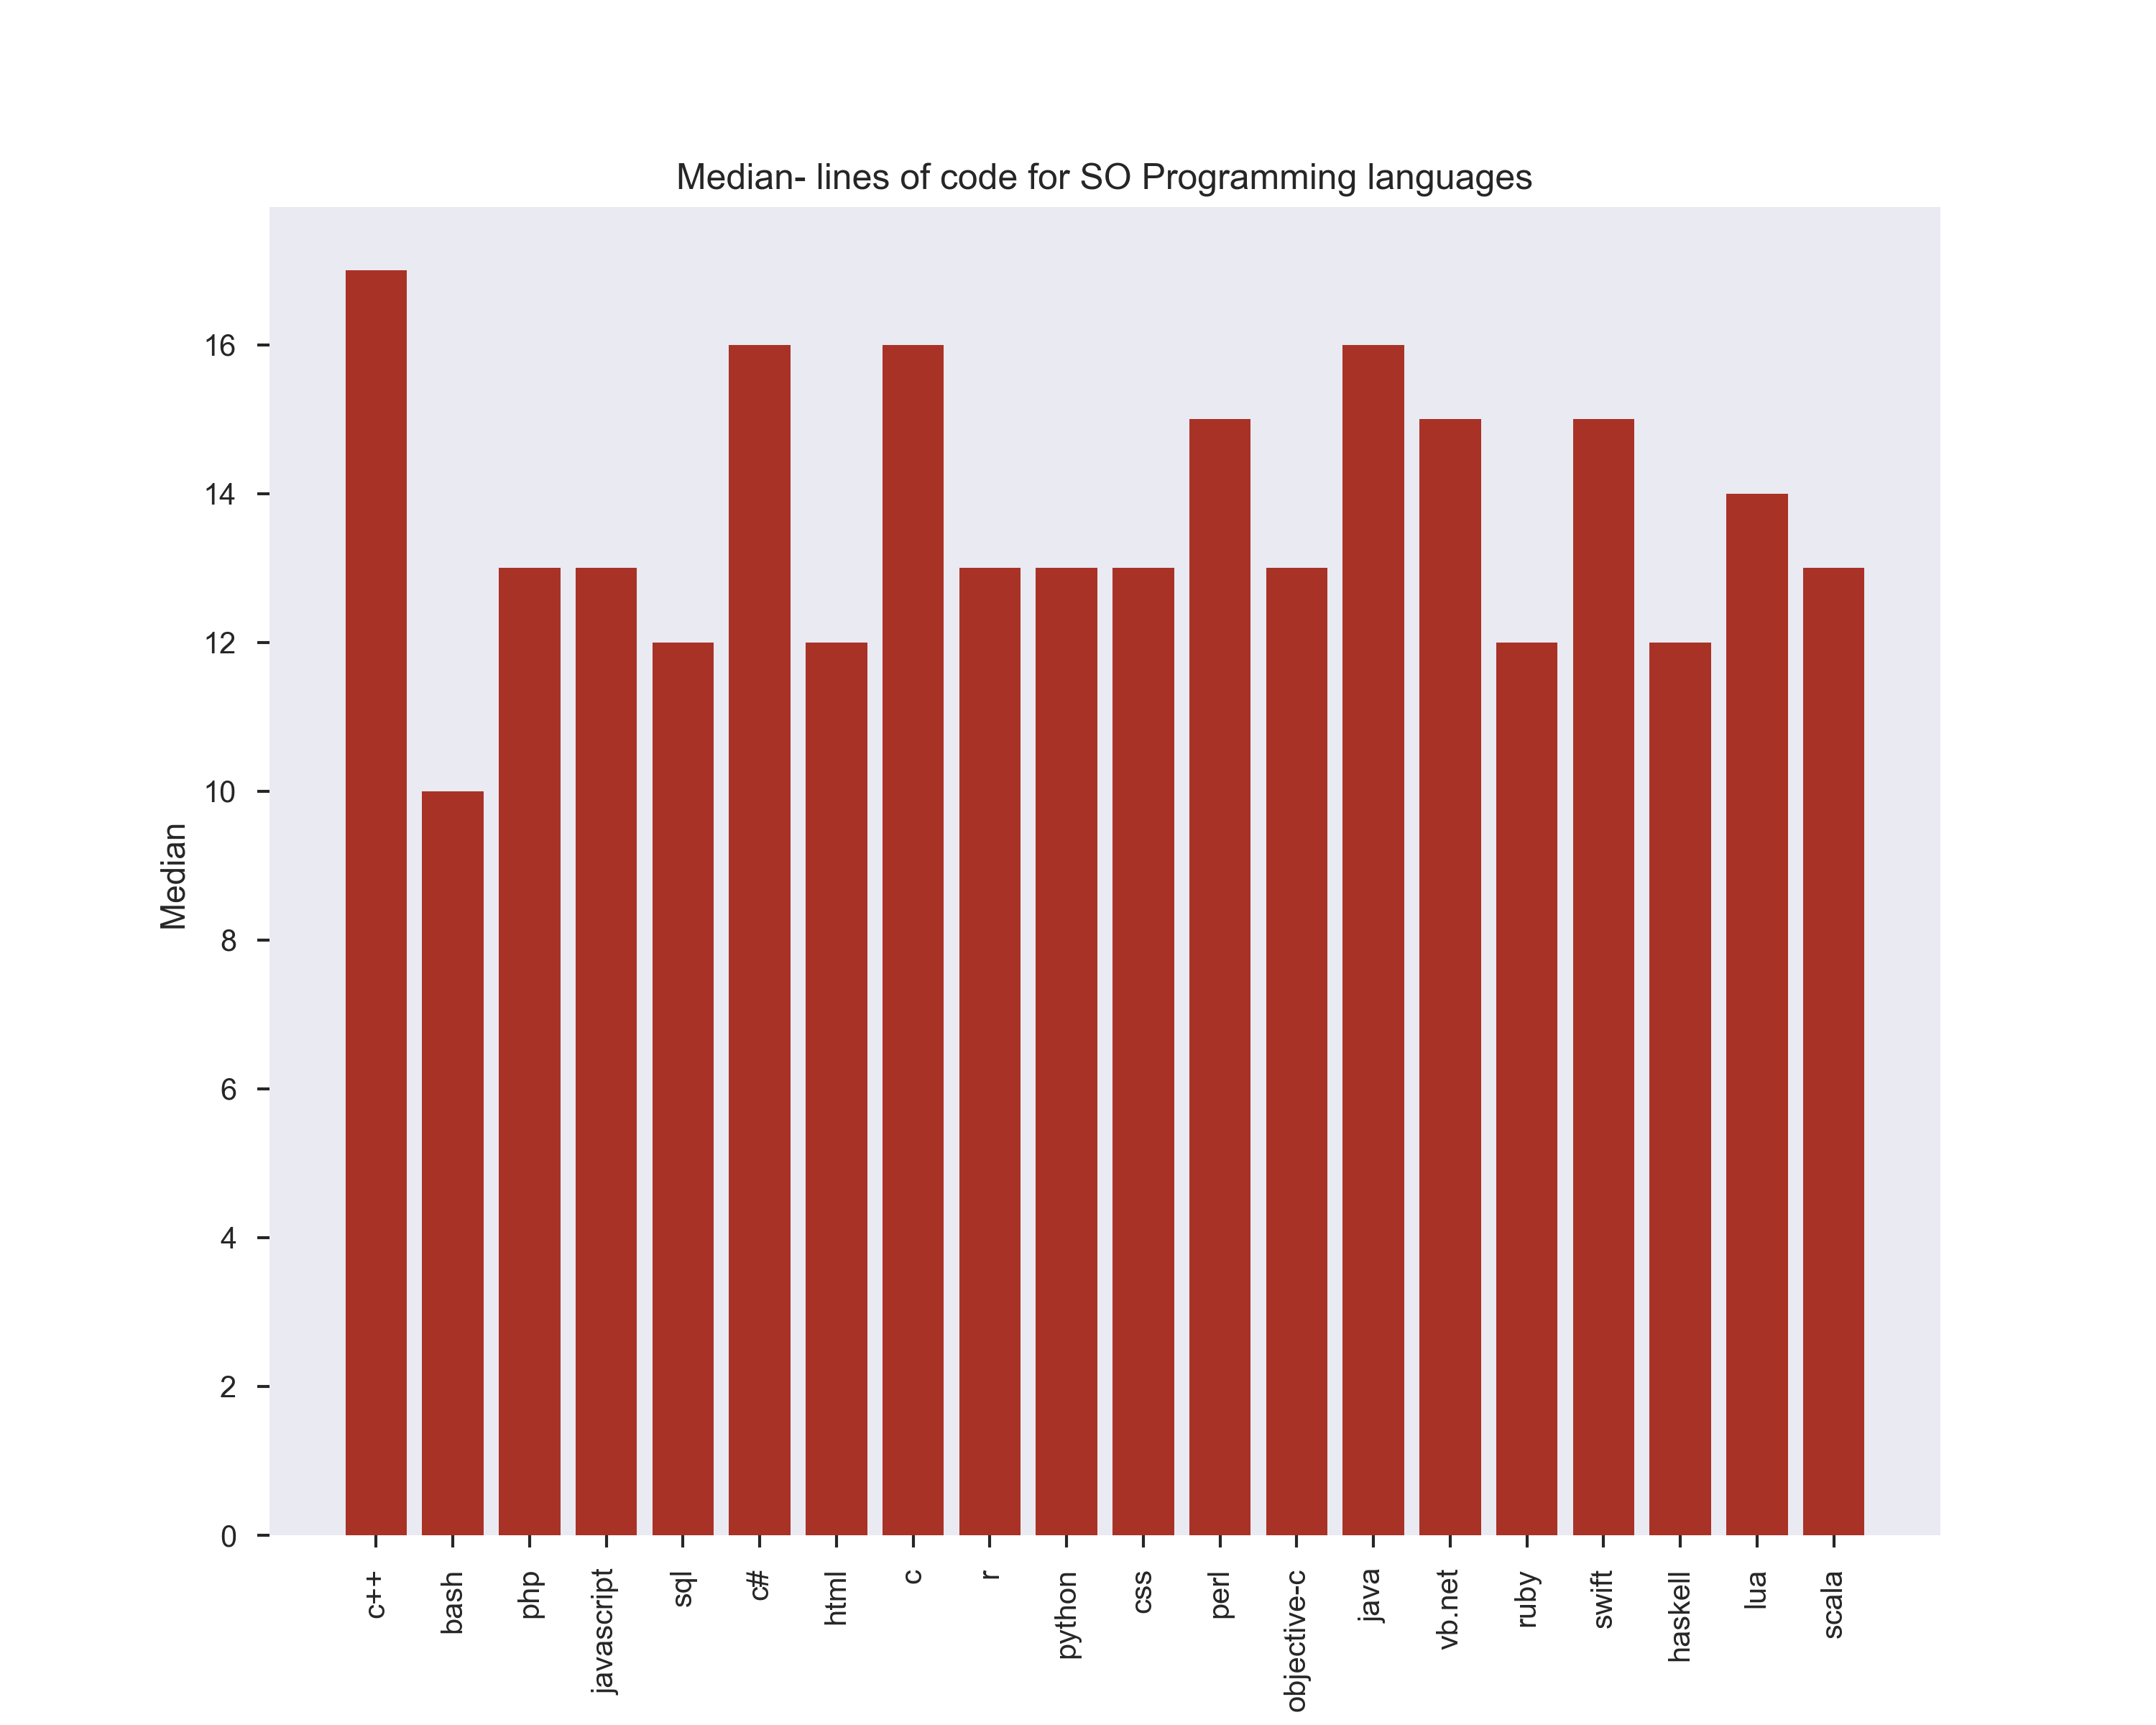 Median- lines of code for SO Programming languages
Median
16
14
12
10
8
6
4
2
0
c++
bash
php
javascript
sql
c#
html
c
r
python
css
perl
objective-c
java
vb.net
ruby
swift
haskell
lua
scala